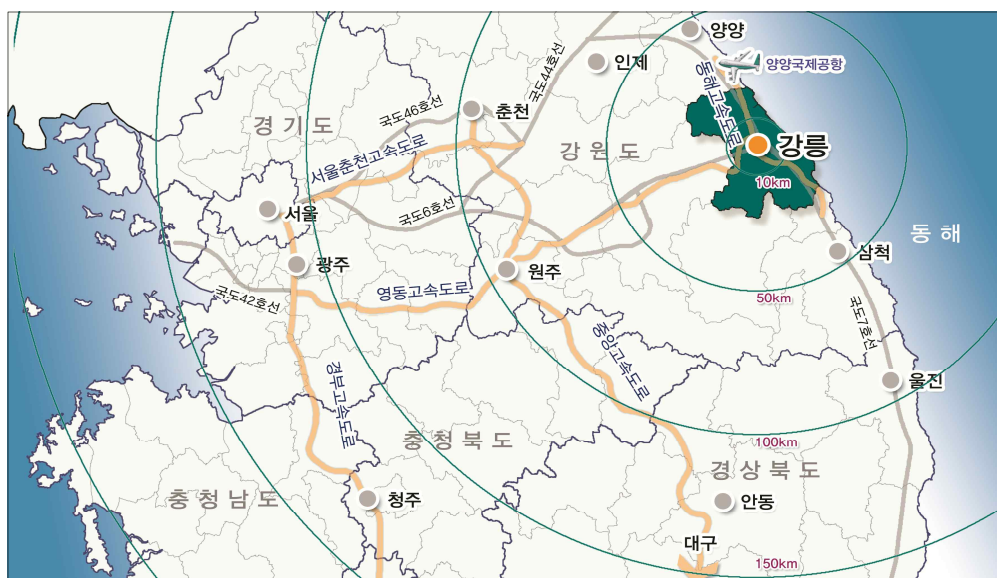 양양
인제
양양국제공항
동해고속도로
국도44호선
국도46호선
춘천
경기도
강원도
강릉
서울춘천고속도로
10km
서울
국도6호선
동해
삼척
광주
원주
국도42호선
영동고속도로
50km
국도7호선
중앙고속도로
울진
경부고속도로
충청북도
100km
경상북도
충청남도
청주
안동
대구
150km